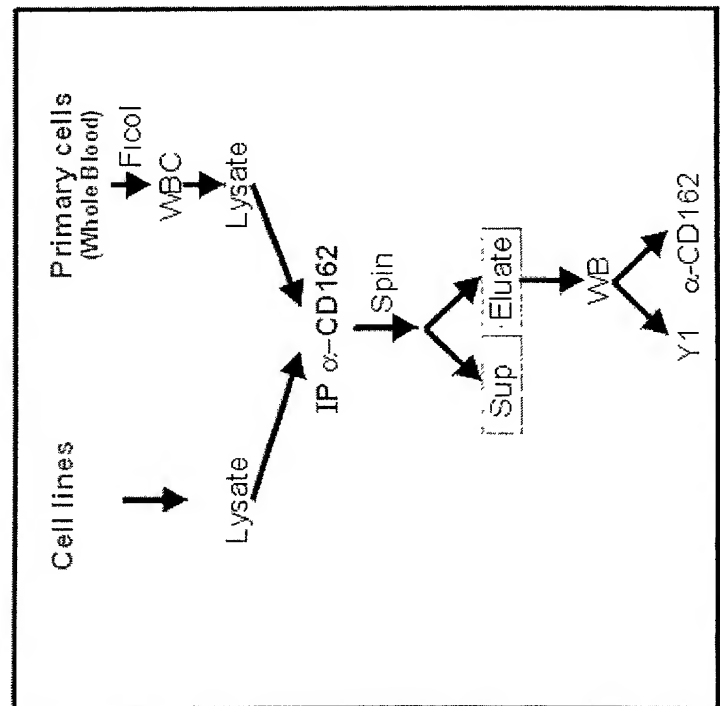 Cell lines
Primary cells
(Whole Blood)
Ficol
WBC
Lysate
Lysate
IP α-CD162
Spin
Sup
Eluate
WB
Y1
α-CD162